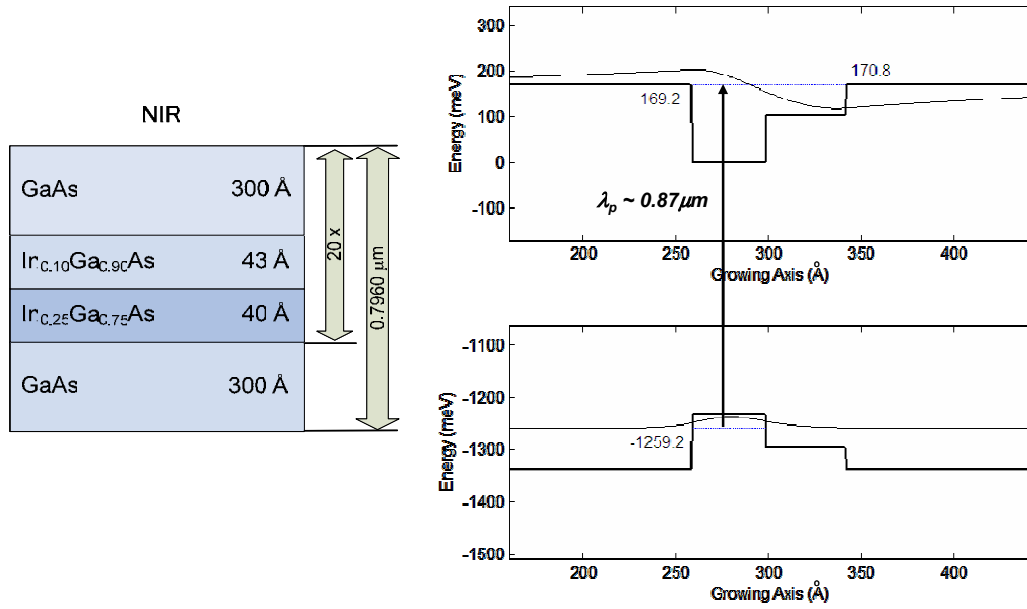 NIR
GaAs 300 Å
In0.10Ga0.90As 43 Å
In0.25Ga0.75As 40 Å
GaAs 300 Å
20 x
0.7960 µm
Energy (meV)
300
200
100
0
-100
169.2
170.8
λp ~ 0.87µm
200 250 300 350 400
Growing Axis (Å)
Energy (meV)
-1100
-1200
-1300
-1400
-1500
-1259.2
200 250 300 350 400
Growing Axis (Å)